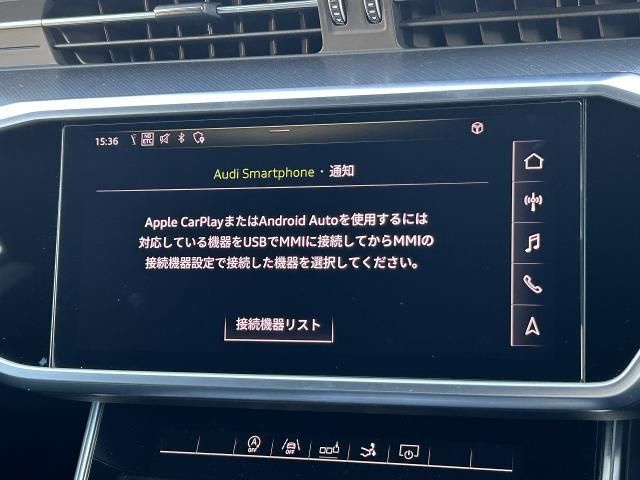 15:36 NO ETC
Audi Smartphone・通知
Apple CarPlayまたはAndroid Autoを使用するには
対応している機器をUSBでMMIに接続してからMMIの
接続機器設定で接続した機器を選択してください。
接続機器リスト
A OFF OFF